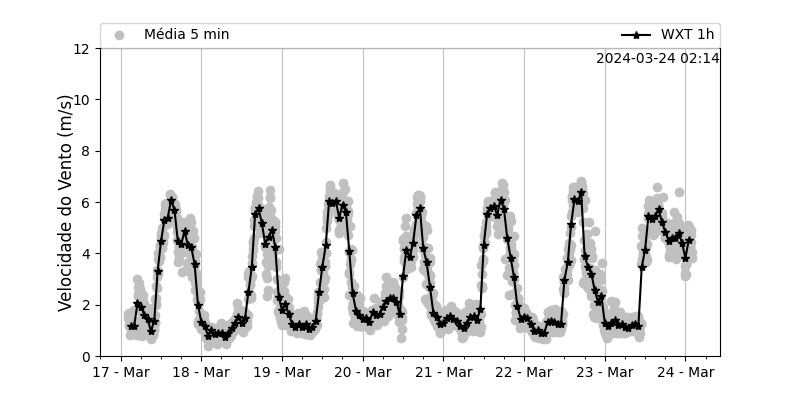 Média 5 min
WXT 1h
2024-03-24 02:14
Velocidade do Vento (m/s)
12
10
8
6
4
2
0
17 - Mar
18 - Mar
19 - Mar
20 - Mar
21 - Mar
22 - Mar
23 - Mar
24 - Mar